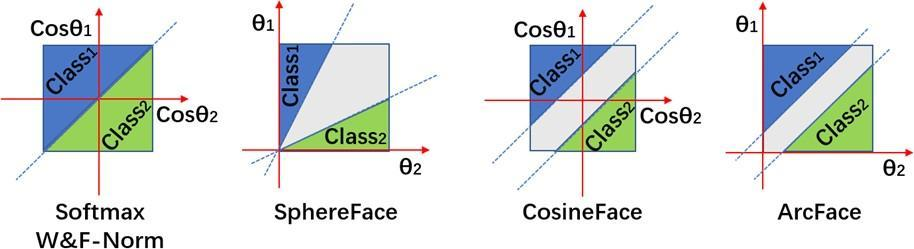 Cosθ1
Class1
Class2
Cosθ2
Softmax
W&F-Norm
θ1
Class1
Class2
θ2
SphereFace
Cosθ1
Class1
Class2
Cosθ2
CosineFace
θ1
Class1
Class2
θ2
ArcFace